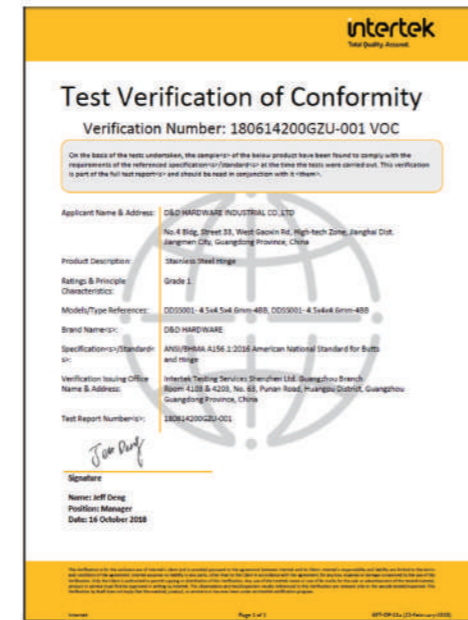 intertek
Total Quality. Assured.
Test Verification of Conformity
Verification Number: 180614200GZU-001 VOC
On the basis of the tests undertaken, the sample<s> of the below product have been found to comply with the
requirements of the referenced specification<s>/standard<s> at the time the tests were carried out. This verification
is part of the full test report<s> and should be read in conjunction with it <them>.
Applicant Name & Address: D&D HARDWARE INDUSTRIAL CO.,LTD
No.4 Bldg, Street 33, West Gaoxin Rd, High-tech Zone, Jianghai Dist.
Jiangmen City, Guangdong Province, China
Product Description: Stainless Steel Hinge
Ratings & Principle Grade 1
Characteristics:
Models/Type References: DDSS001- 4.5x4.5x4.6mm-4BB, DDSS001- 4.5x4x4.6mm-4BB
Brand Name<s>: D&D HARDWARE
Specification<s>/Standard< ANSI/BHMA A156.1:2016 American National Standard for Butts
s>: and Hinge
Verification Issuing Office Intertek Testing Services Shenzhen Ltd. Guangzhou Branch
Name & Address: Room 4103 & 4203, No. 63, Punan Road, Huangpu District, Guangzhou
Guangdong Province, China
Test Report Number<s>: 180614200GZU-001
Signature
Name: Jeff Deng
Position: Manager
Date: 16 October 2018
Page 1 of 1